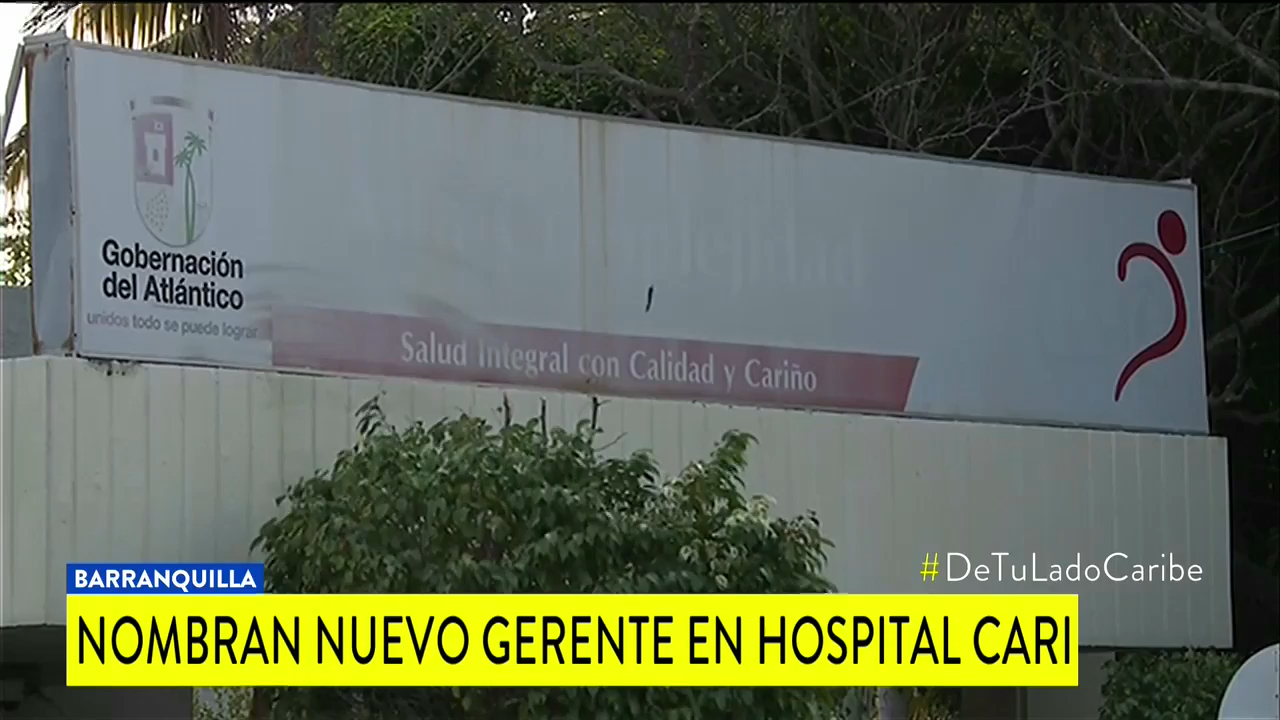 Gobernación
del Atlántico
unidos todo se puede lograr
Salud Integral con Calidad y Cariño
#DeTuLadoCaribe
BARRANQUILLA
NOMBRAN NUEVO GERENTE EN HOSPITAL CARI